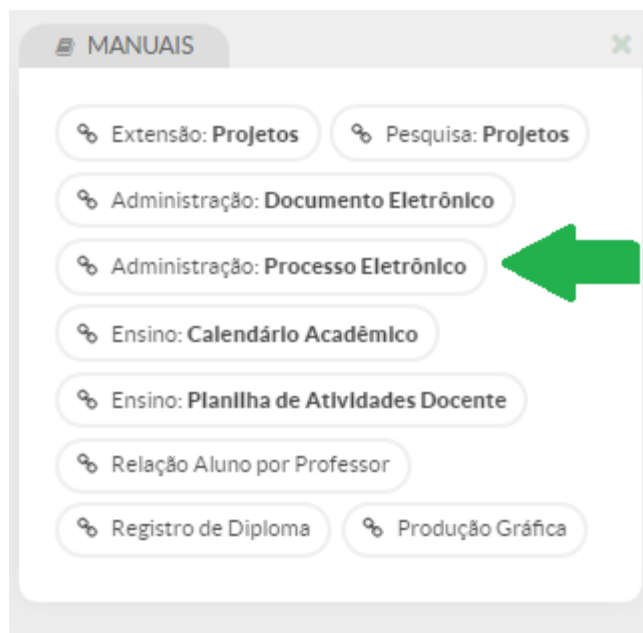 MANUAIS
Extensão: Projetos Pesquisa: Projetos
Administração: Documento Eletrônico
Administração: Processo Eletrônico
Ensino: Calendário Acadêmico
Ensino: Planilha de Atividades Docente
Relação Aluno por Professor
Registro de Diploma Produção Gráfica